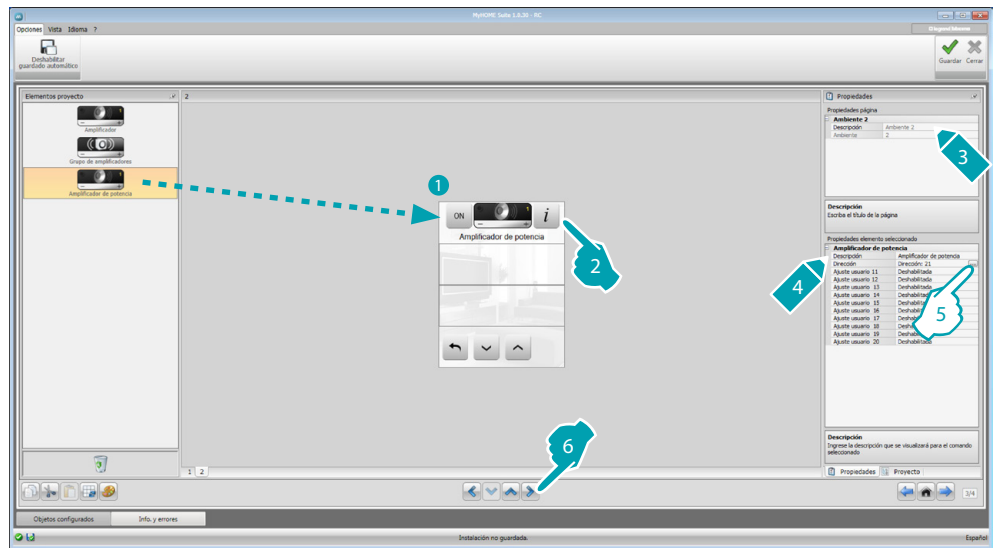 MyHOME Suite 1.0.20 - RC
Opciones Vista Idioma ?
Deshabilitar
guardado automático
Guardar Cerrar
Elementos proyecto
Amplificador
Grupo de amplificadores
Amplificador de potencia
2
1
ON
i
Amplificador de potencia
2
Propiedades
Propiedades página
Ambiente 2
Descripción Ambiente 2
Ambiente 2
3
Descripción
Escriba el título de la página
Propiedades elemento seleccionado
Amplificador de potencia
Descripción Amplificador de potencia
Dirección Dirección: 21 ...
Ajuste usuario 11 Deshabilitada
Ajuste usuario 12 Deshabilitada
Ajuste usuario 13 Deshabilitada
Ajuste usuario 14 Deshabilitada
Ajuste usuario 15 Deshabilitada
Ajuste usuario 16
Ajuste usuario 17
Ajuste usuario 18
Ajuste usuario 19
Ajuste usuario 20 Deshabilitada
4
5
Descripción
Ingrese la descripción que se visualizará para el comando
seleccionado
6
1 2
Propiedades Proyecto
3/4
Objetos configurados Info. y errores
Instalación no guardada.
Español